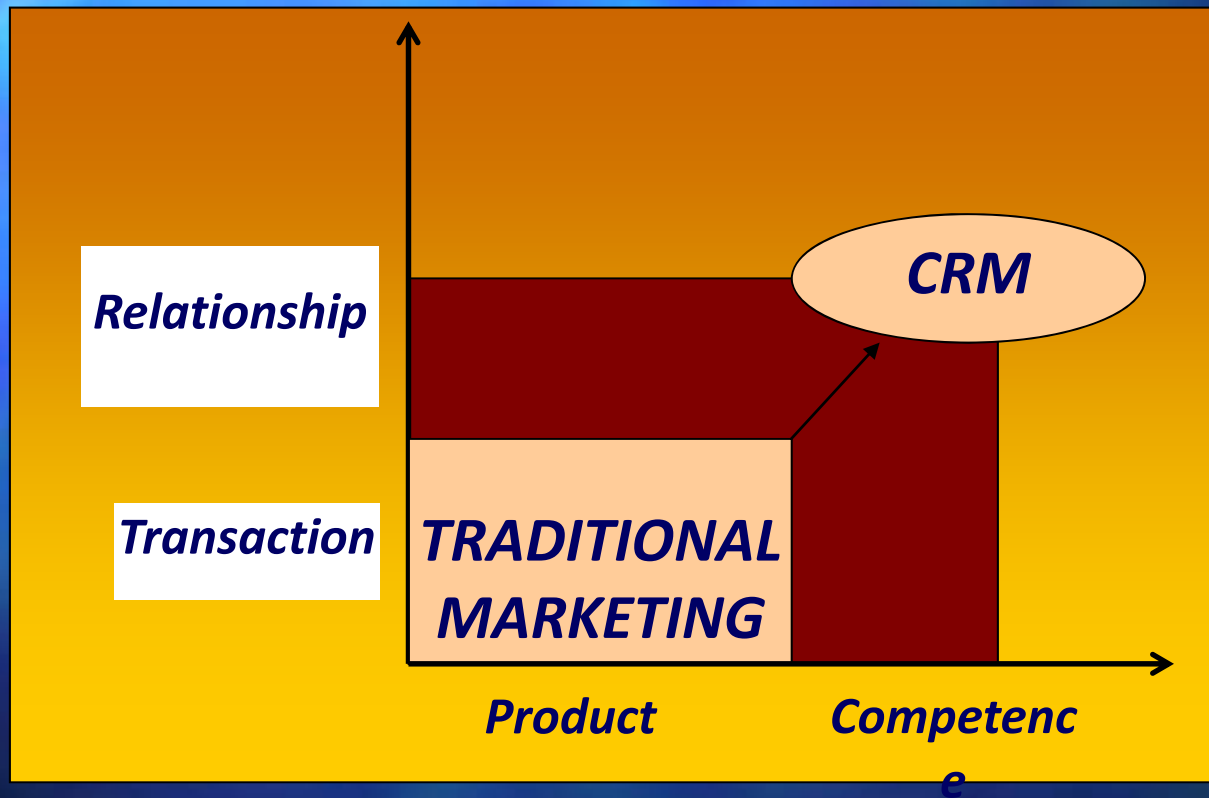 CRM
Relationship
Transaction
TRADITIONAL
MARKETING
Product
Competenc
e